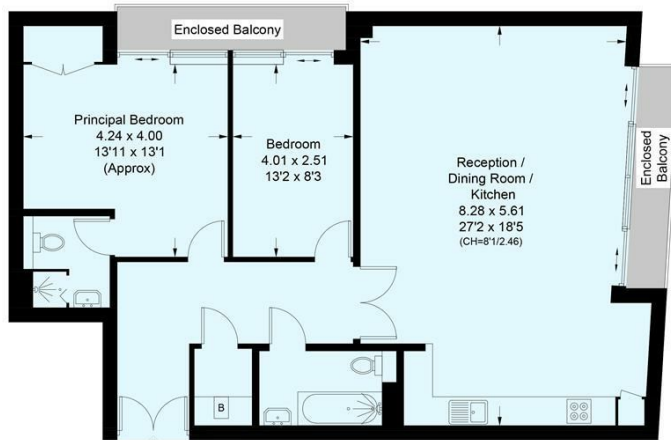 Enclosed Balcony
Principal Bedroom
4.24 x 4.00
13'11 x 13'1
(Approx)
Bedroom
4.01 x 2.51
13'2 x 8'3
Reception /
Dining Room /
Kitchen
8.28 x 5.61
27'2 x 18'5
(CH=8'1/2.46)
Enclosed
Balcony
B